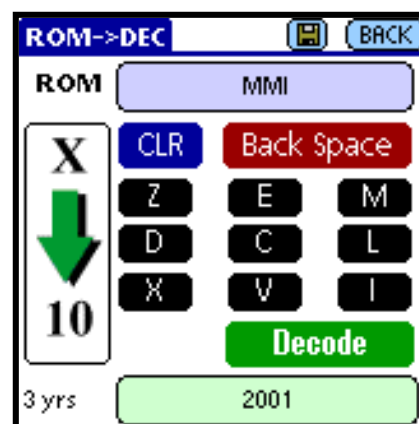 ROM->DEC BACK
ROM MMI
X CLR Back Space
Z E M
D C L
10 X V I
Decode
3 yrs 2001